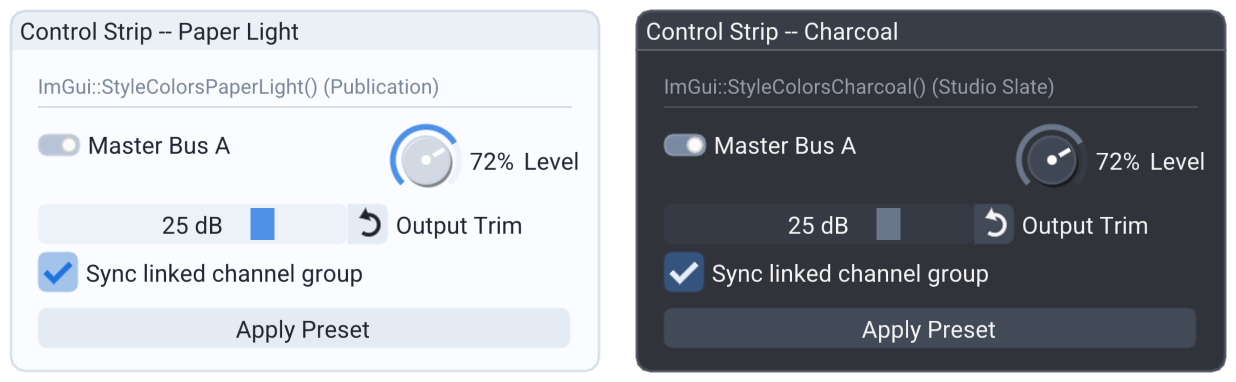 Control Strip -- Paper Light
ImGui::StyleColorsPaperLight() (Publication)
Master Bus A
72% Level
25 dB Output Trim
Sync linked channel group
Apply Preset
Control Strip -- Charcoal
ImGui::StyleColorsCharcoal() (Studio Slate)
Master Bus A
72% Level
25 dB Output Trim
Sync linked channel group
Apply Preset